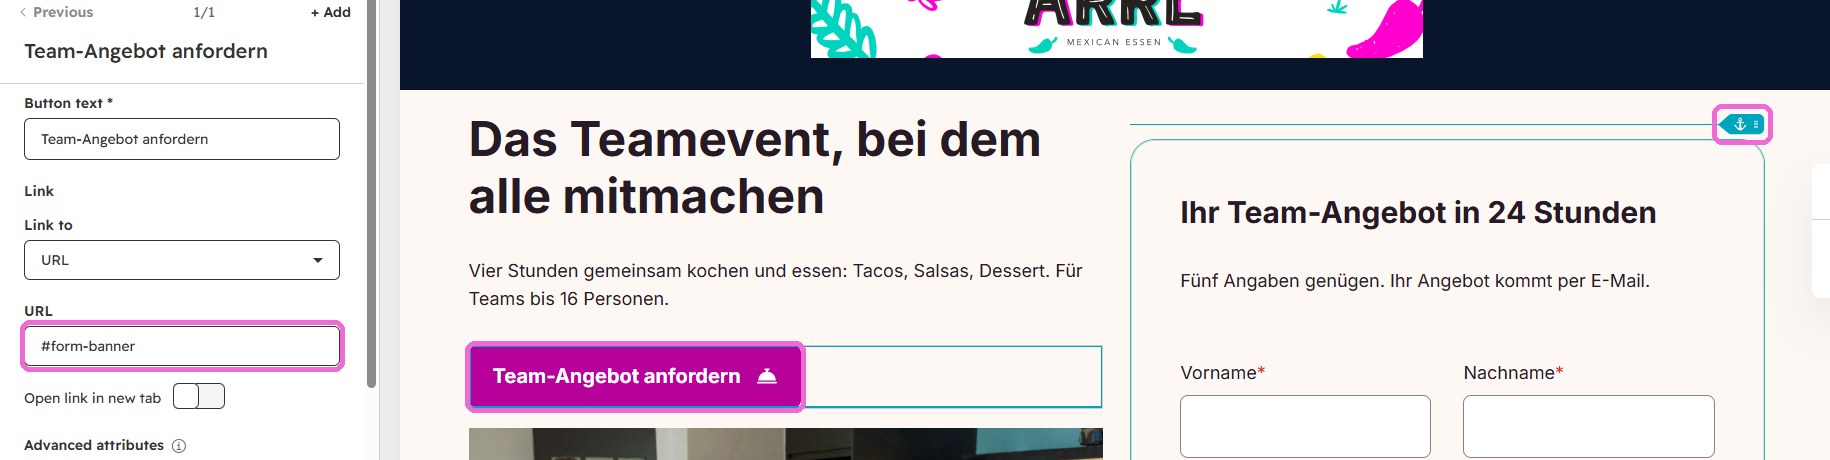 Previous
1/1
+ Add
Team-Angebot anfordern
Button text *
Team-Angebot anfordern
Link
Link to
URL
URL
#form-banner
Open link in new tab
Advanced attributes
MEXICAN ESSEN
Das Teamevent, bei dem
alle mitmachen
Vier Stunden gemeinsam kochen und essen: Tacos, Salsas, Dessert. Für
Teams bis 16 Personen.
Team-Angebot anfordern
Ihr Team-Angebot in 24 Stunden
Fünf Angaben genügen. Ihr Angebot kommt per E-Mail.
Vorname*
Nachname*